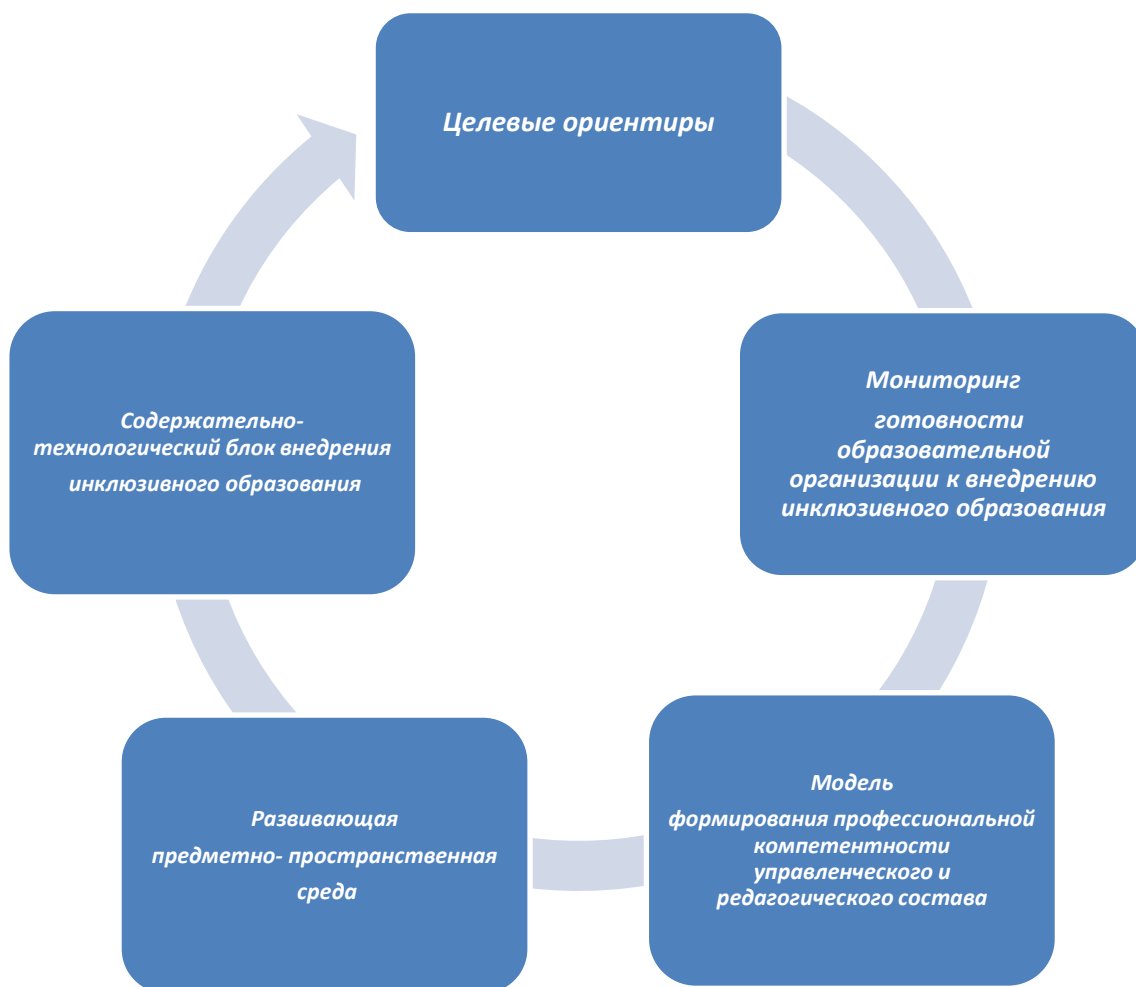 Целевые ориентиры
Мониторинг
готовности
образовательной
организации к внедрению
инклюзивного образования
Модель
формирования профессиональной
компетентности
управленческого и
редагогического состава
Развивающая
предметно- пространственная
среда
Содержательно-
технологический блок внедрения
инклюзивного образования